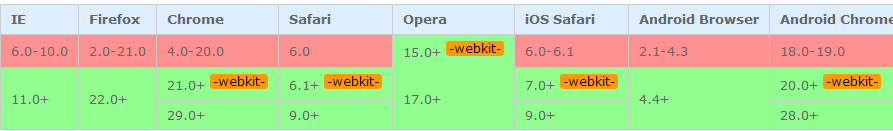 IE Firefox Chrome Safari Opera iOS Safari Android Browser Android Chrome
6.0-10.0 2.0-21.0 4.0-20.0 6.0 15.0+ -webkit- 6.0-6.1 2.1-4.3 18.0-19.0
11.0+ 22.0+ 21.0+ -webkit- 6.1+ -webkit- 17.0+ 7.0+ -webkit- 4.4+ 20.0+ -webkit-
29.0+ 9.0+ 9.0+ 28.0+